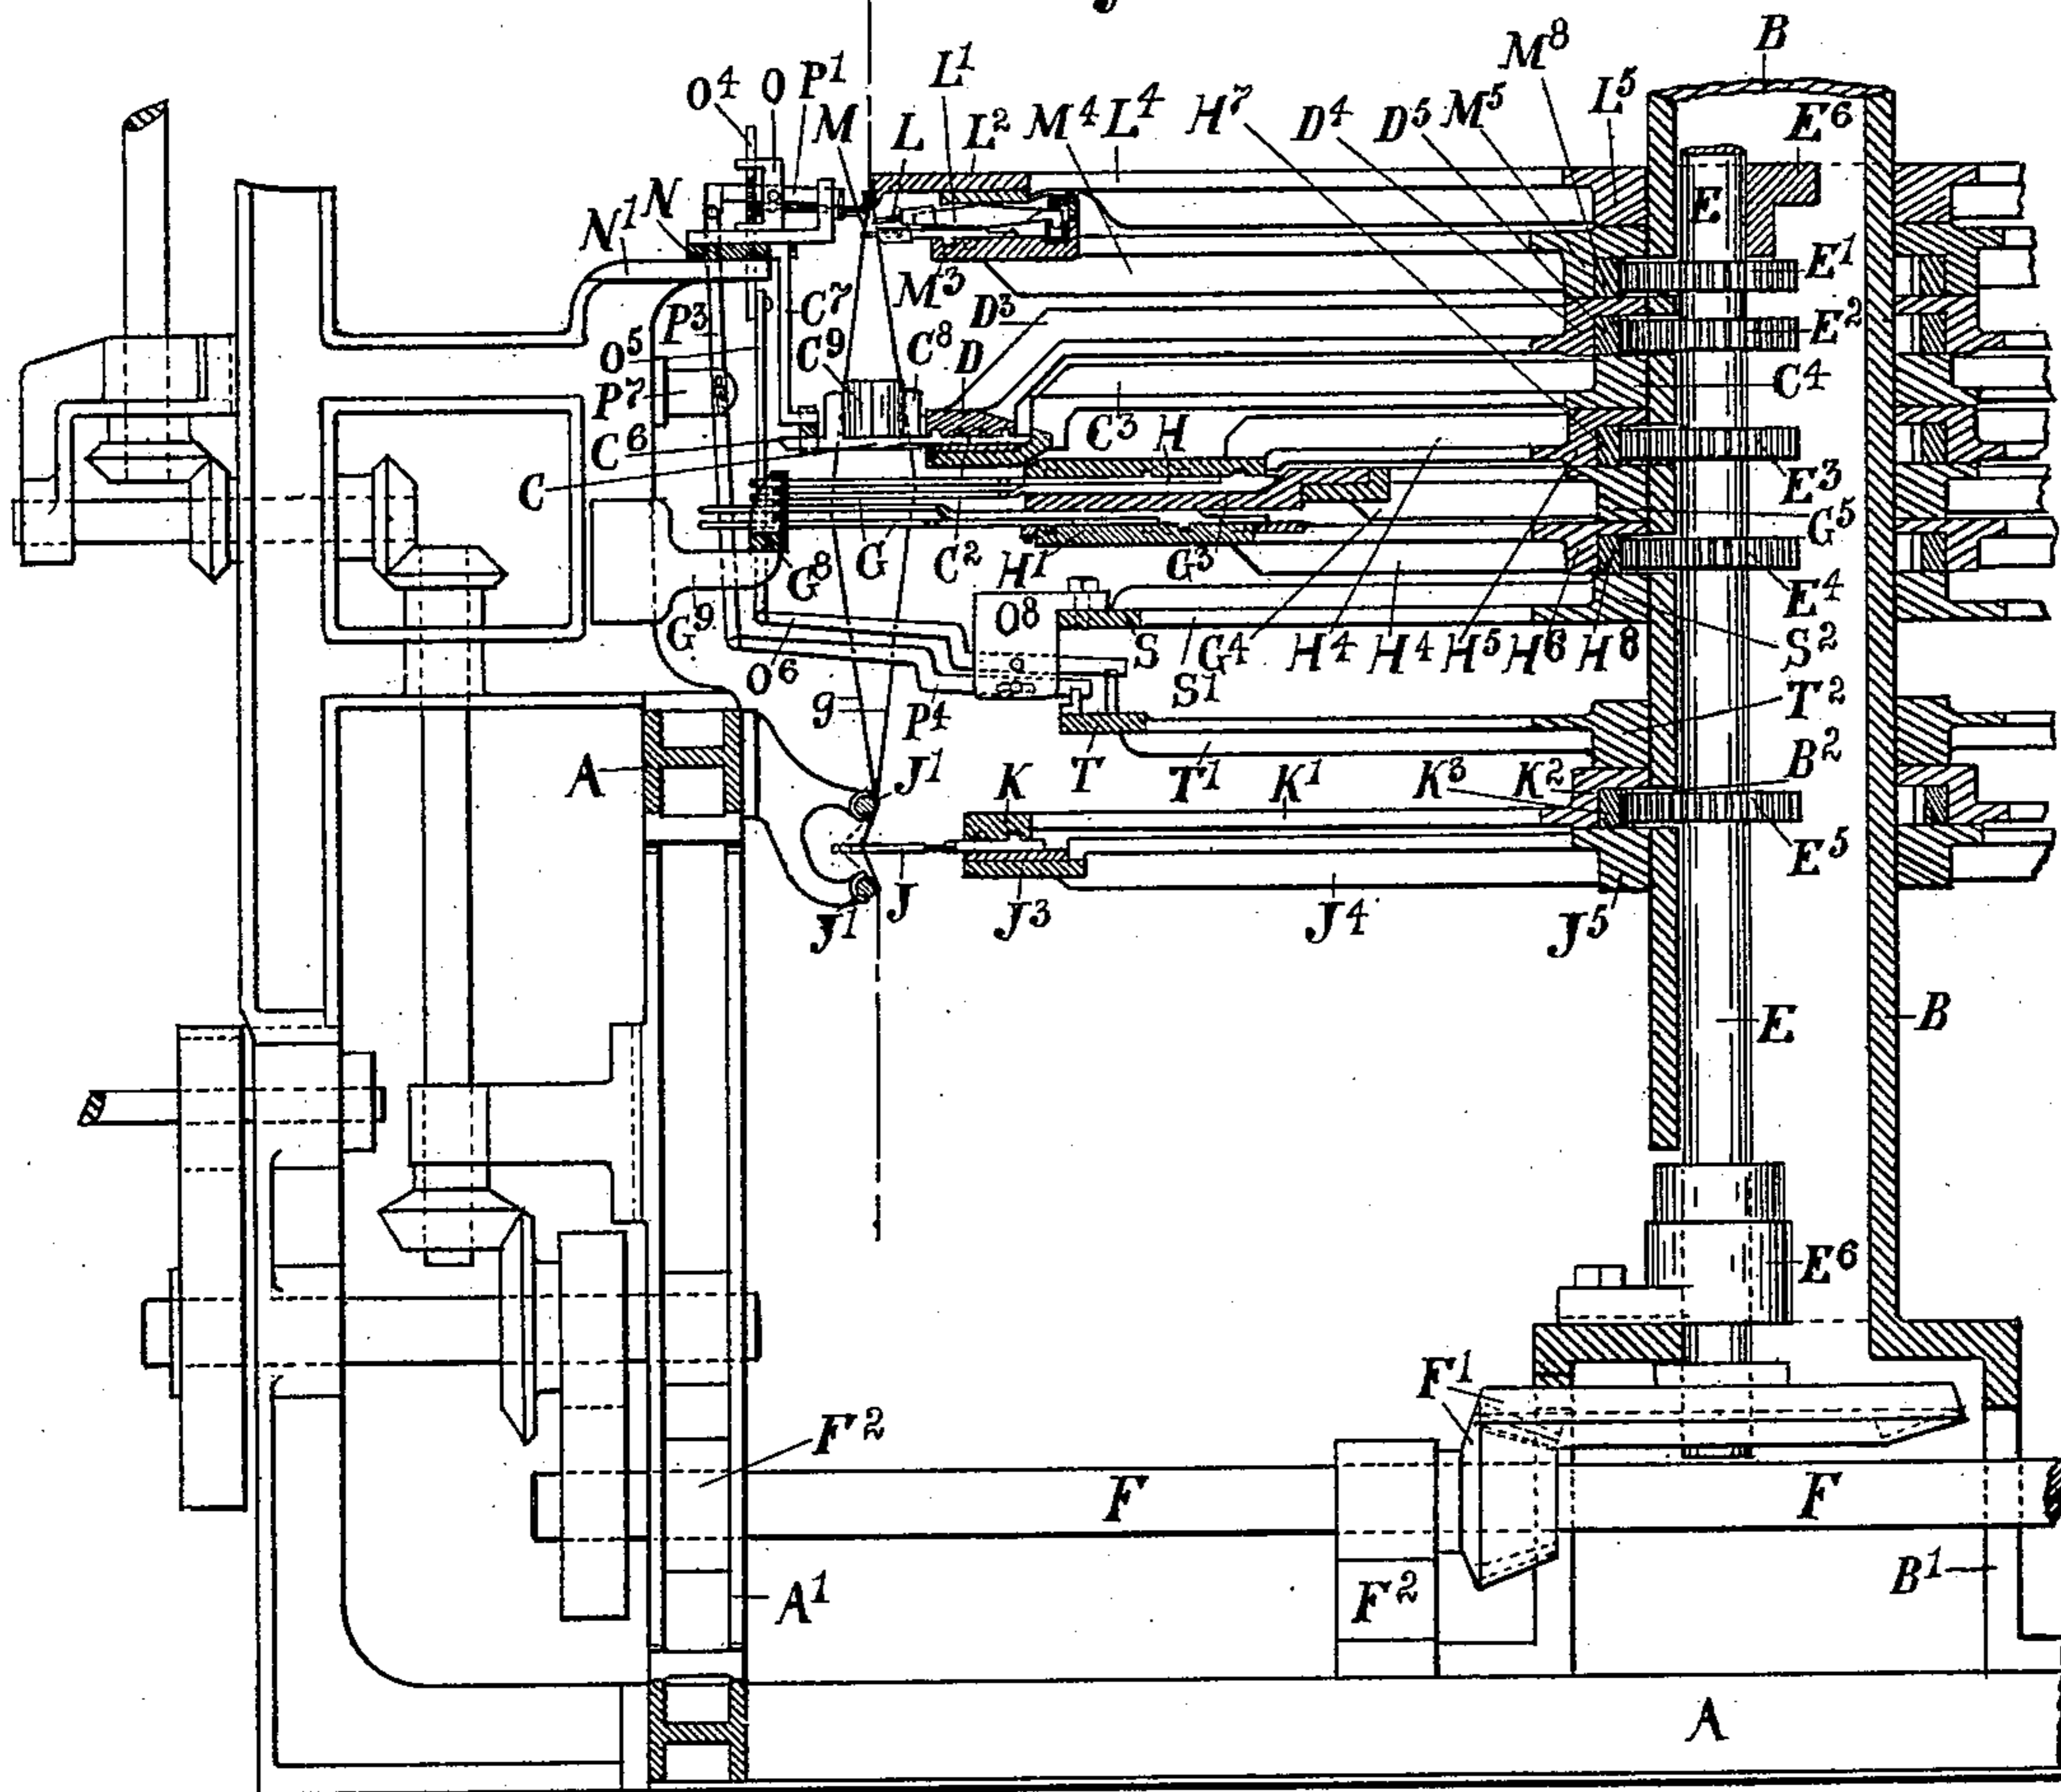 B
M⁸
L¹
O⁴ O P¹
L⁵
M L L² M⁴ L⁴ H⁷ D⁴ D⁵ M⁵ E⁶
E
N¹ N
E¹
M³
P³ C⁷ D³
E²
O⁵ C⁹ C⁸ D
P⁷ C⁴
C⁶ C³ H
C E³
G⁵
G⁸ G C² H¹ G³
E⁴
O⁸
G⁹ S G⁴ H⁴ H⁴ H⁵ H⁶ H⁸ S²
O⁶ S¹
9 P⁴ T²
A J¹ T T¹ K K¹ K³ K² B²
E⁵
J¹ J J³ J⁴ J⁵
E B
E⁶
F¹
F²
F F
A¹ F² B¹
A